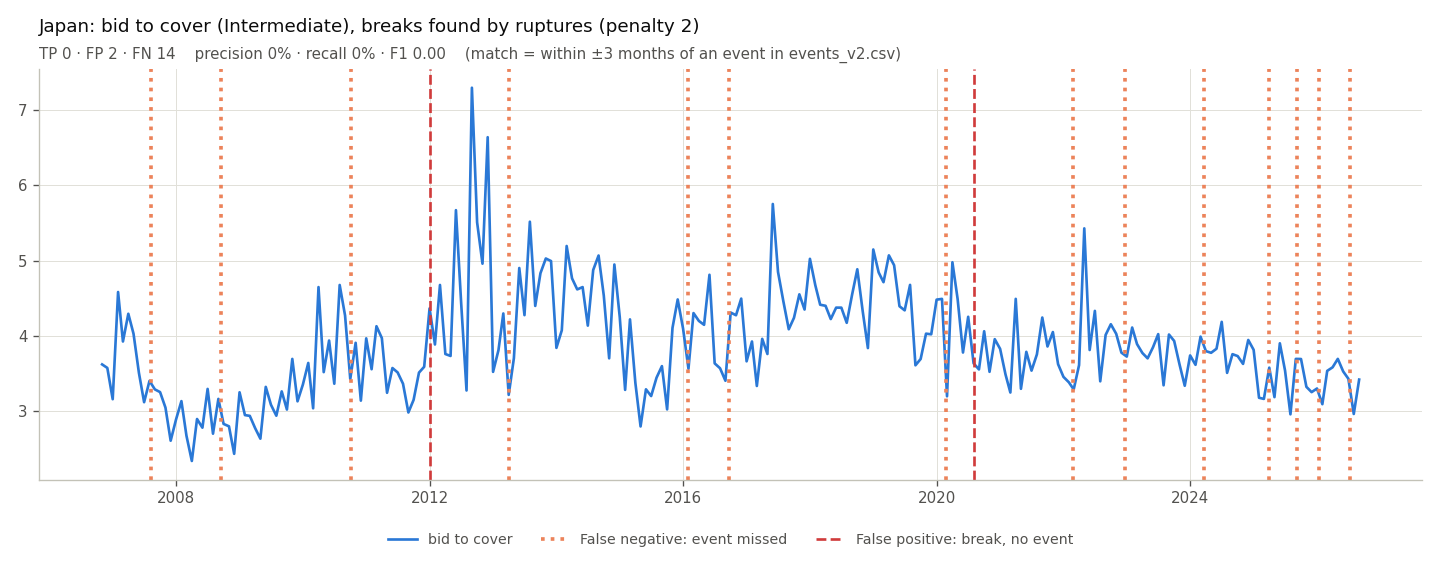 Japan: bid to cover (Intermediate), breaks found by ruptures (penalty 2)
TP 0 · FP 2 · FN 14    precision 0% · recall 0% · F1 0.00    (match = within ±3 months of an event in events_v2.csv)
7
6
5
4
3
2008 2012 2016 2020 2024
bid to cover    False negative: event missed    False positive: break, no event